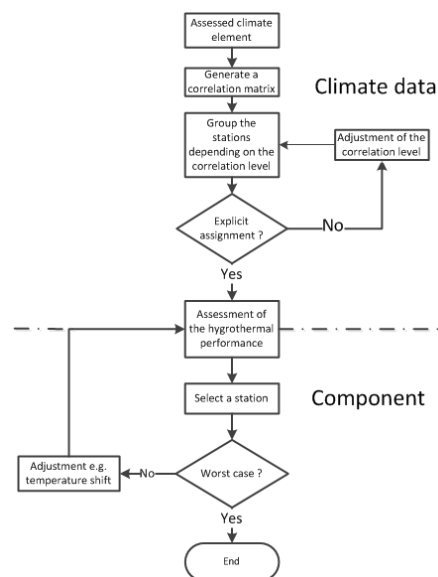 Assessed climate
element
Generate a
correlation matrix
Climate data
Group the
stations
depending on the
correlation level
Adjustment of the
correlation level
Explicit
assignment ?
No
Yes
Assessment of
the hygrothermal
performance
Select a station
Component
Adjustment e.g.
temperature shift
No
Worst case ?
Yes
End